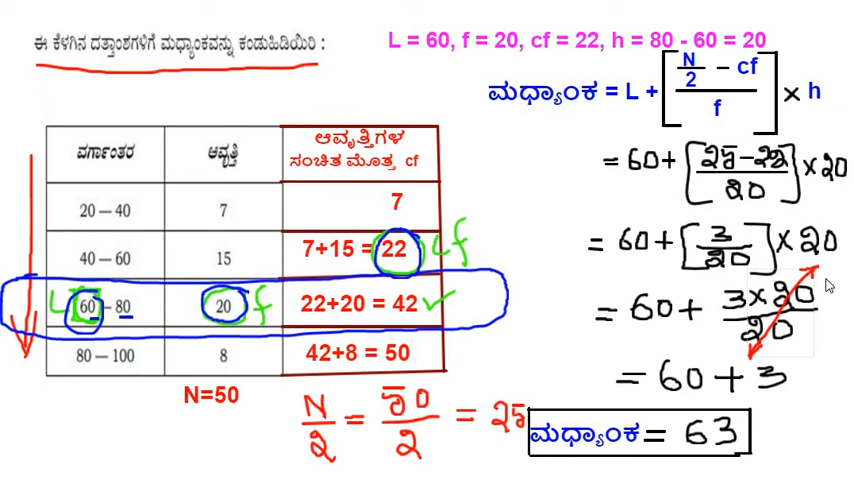 ಈ ಕೆಳಗಿನ ದತ್ತಾಂಶಗಳಿಗೆ ಮಧ್ಯಾಂಕವನ್ನು ಕಂಡುಹಿಡಿಯಿರಿ :
L = 60, f = 20, cf = 22, h = 80 - 60 = 20
ಮಧ್ಯಾಂಕ = L + [ (N/2 – cf) / f ] × h
ವರ್ಗಾಂತರ ಆವೃತ್ತಿ ಆವೃತ್ತಿಗಳ ಸಂಚಿತ ಮೊತ್ತ cf
20 – 40 7 7
40 – 60 15 7+15 = 22 cf
L 60 – 80 20 f 22+20 = 42 ✓
80 – 100 8 42+8 = 50
N=50
N/2 = 50/2 = 25
= 60 + [ (25 – 22) / 20 ] × 20
= 60 + [ 3/20 ] × 20
= 60 + (3 × 20) / 20
= 60 + 3
ಮಧ್ಯಾಂಕ = 63